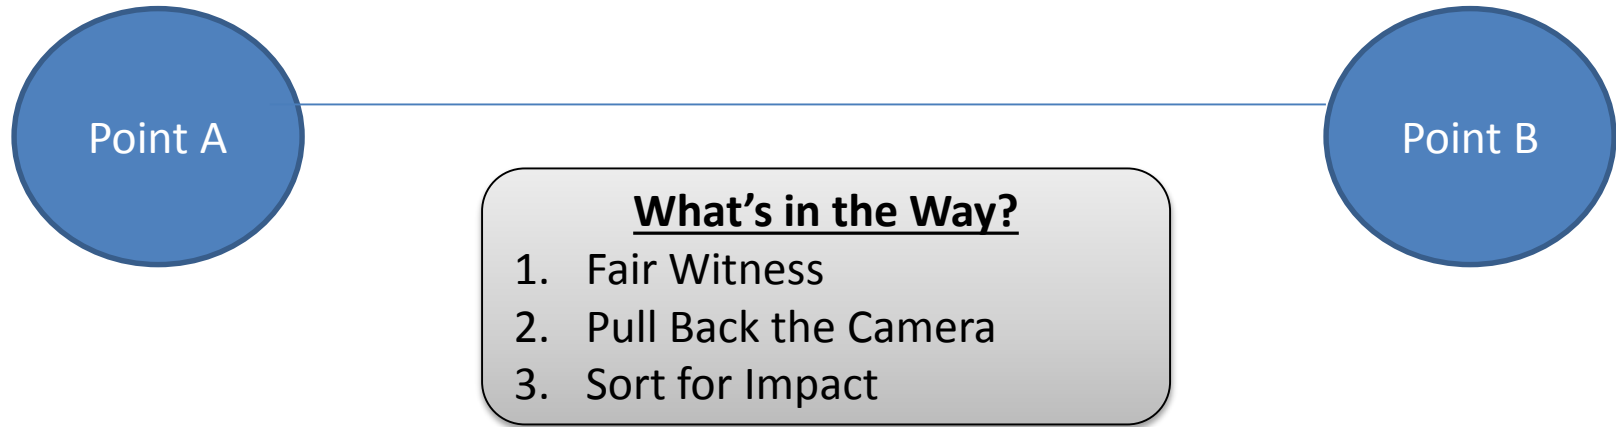 Point A
Point B
What’s in the Way?
1. Fair Witness
2. Pull Back the Camera
3. Sort for Impact